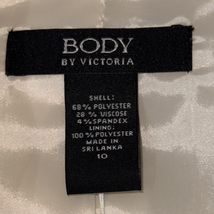 BODY
BY VICTORIA
SHELL:
68% POLYESTER
28% VISCOSE
4% SPANDEX
LINING:
100% POLYESTER
MADE IN
SRI LANKA
10